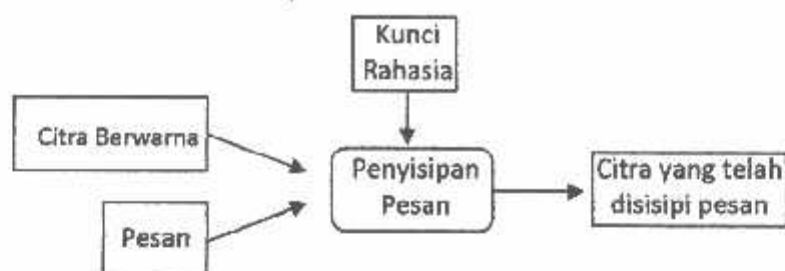 Kunci
Rahasia
Citra Berwarna
Penyisipan
Pesan
Citra yang telah
disisipi pesan
Pesan